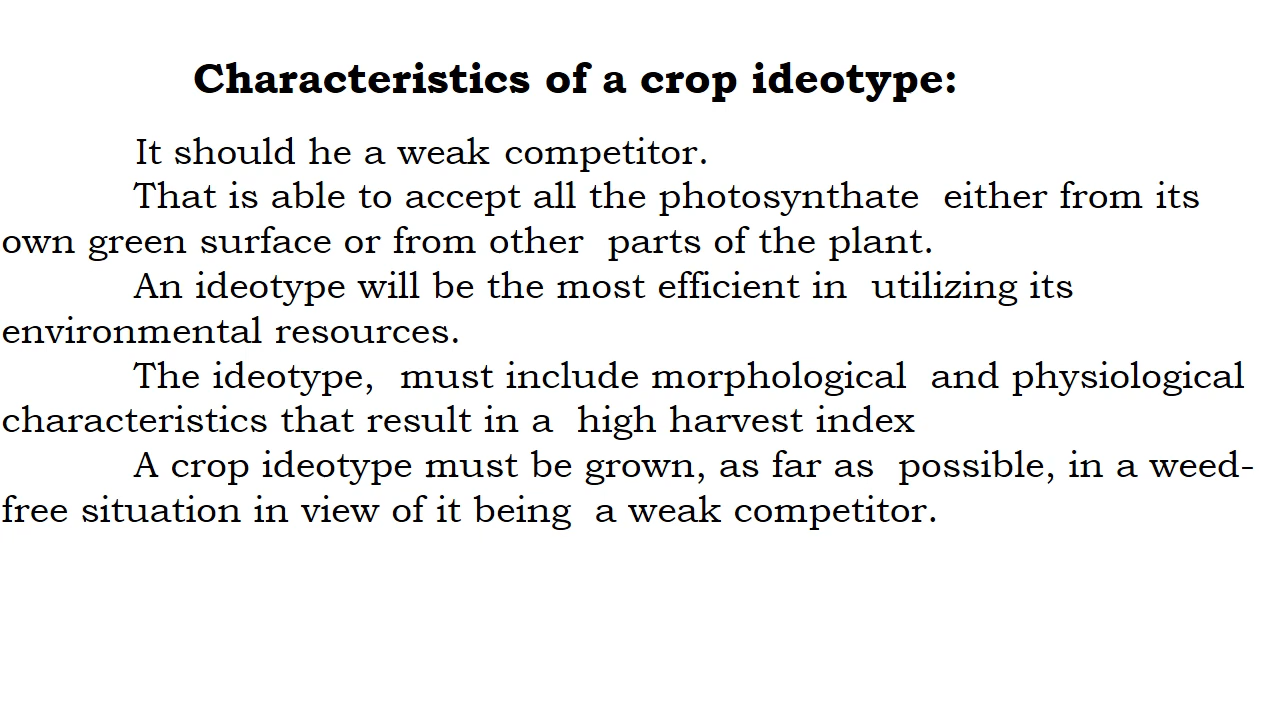 Characteristics of a crop ideotype:
It should he a weak competitor.
That is able to accept all the photosynthate either from its
own green surface or from other parts of the plant.
An ideotype will be the most efficient in utilizing its
environmental resources.
The ideotype, must include morphological and physiological
characteristics that result in a high harvest index
A crop ideotype must be grown, as far as possible, in a weed-
free situation in view of it being a weak competitor.